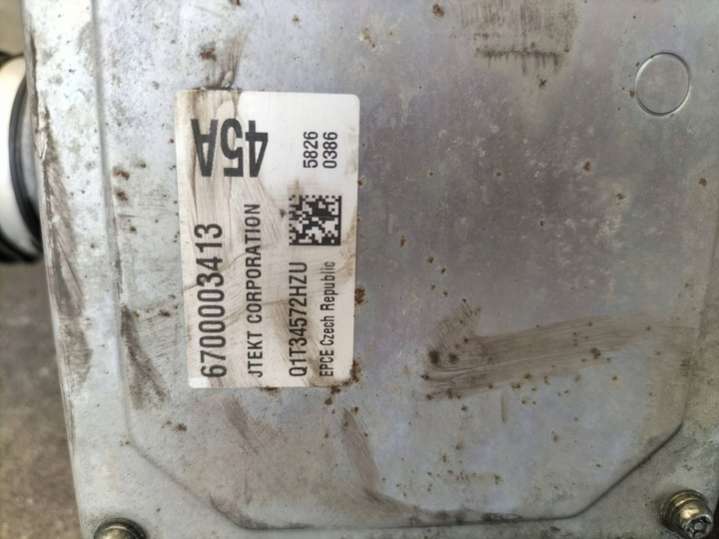 45A
5826
0386
6700003413
JTEKT CORPORATION
Q1T34572HZU
EPCE Czech Republic